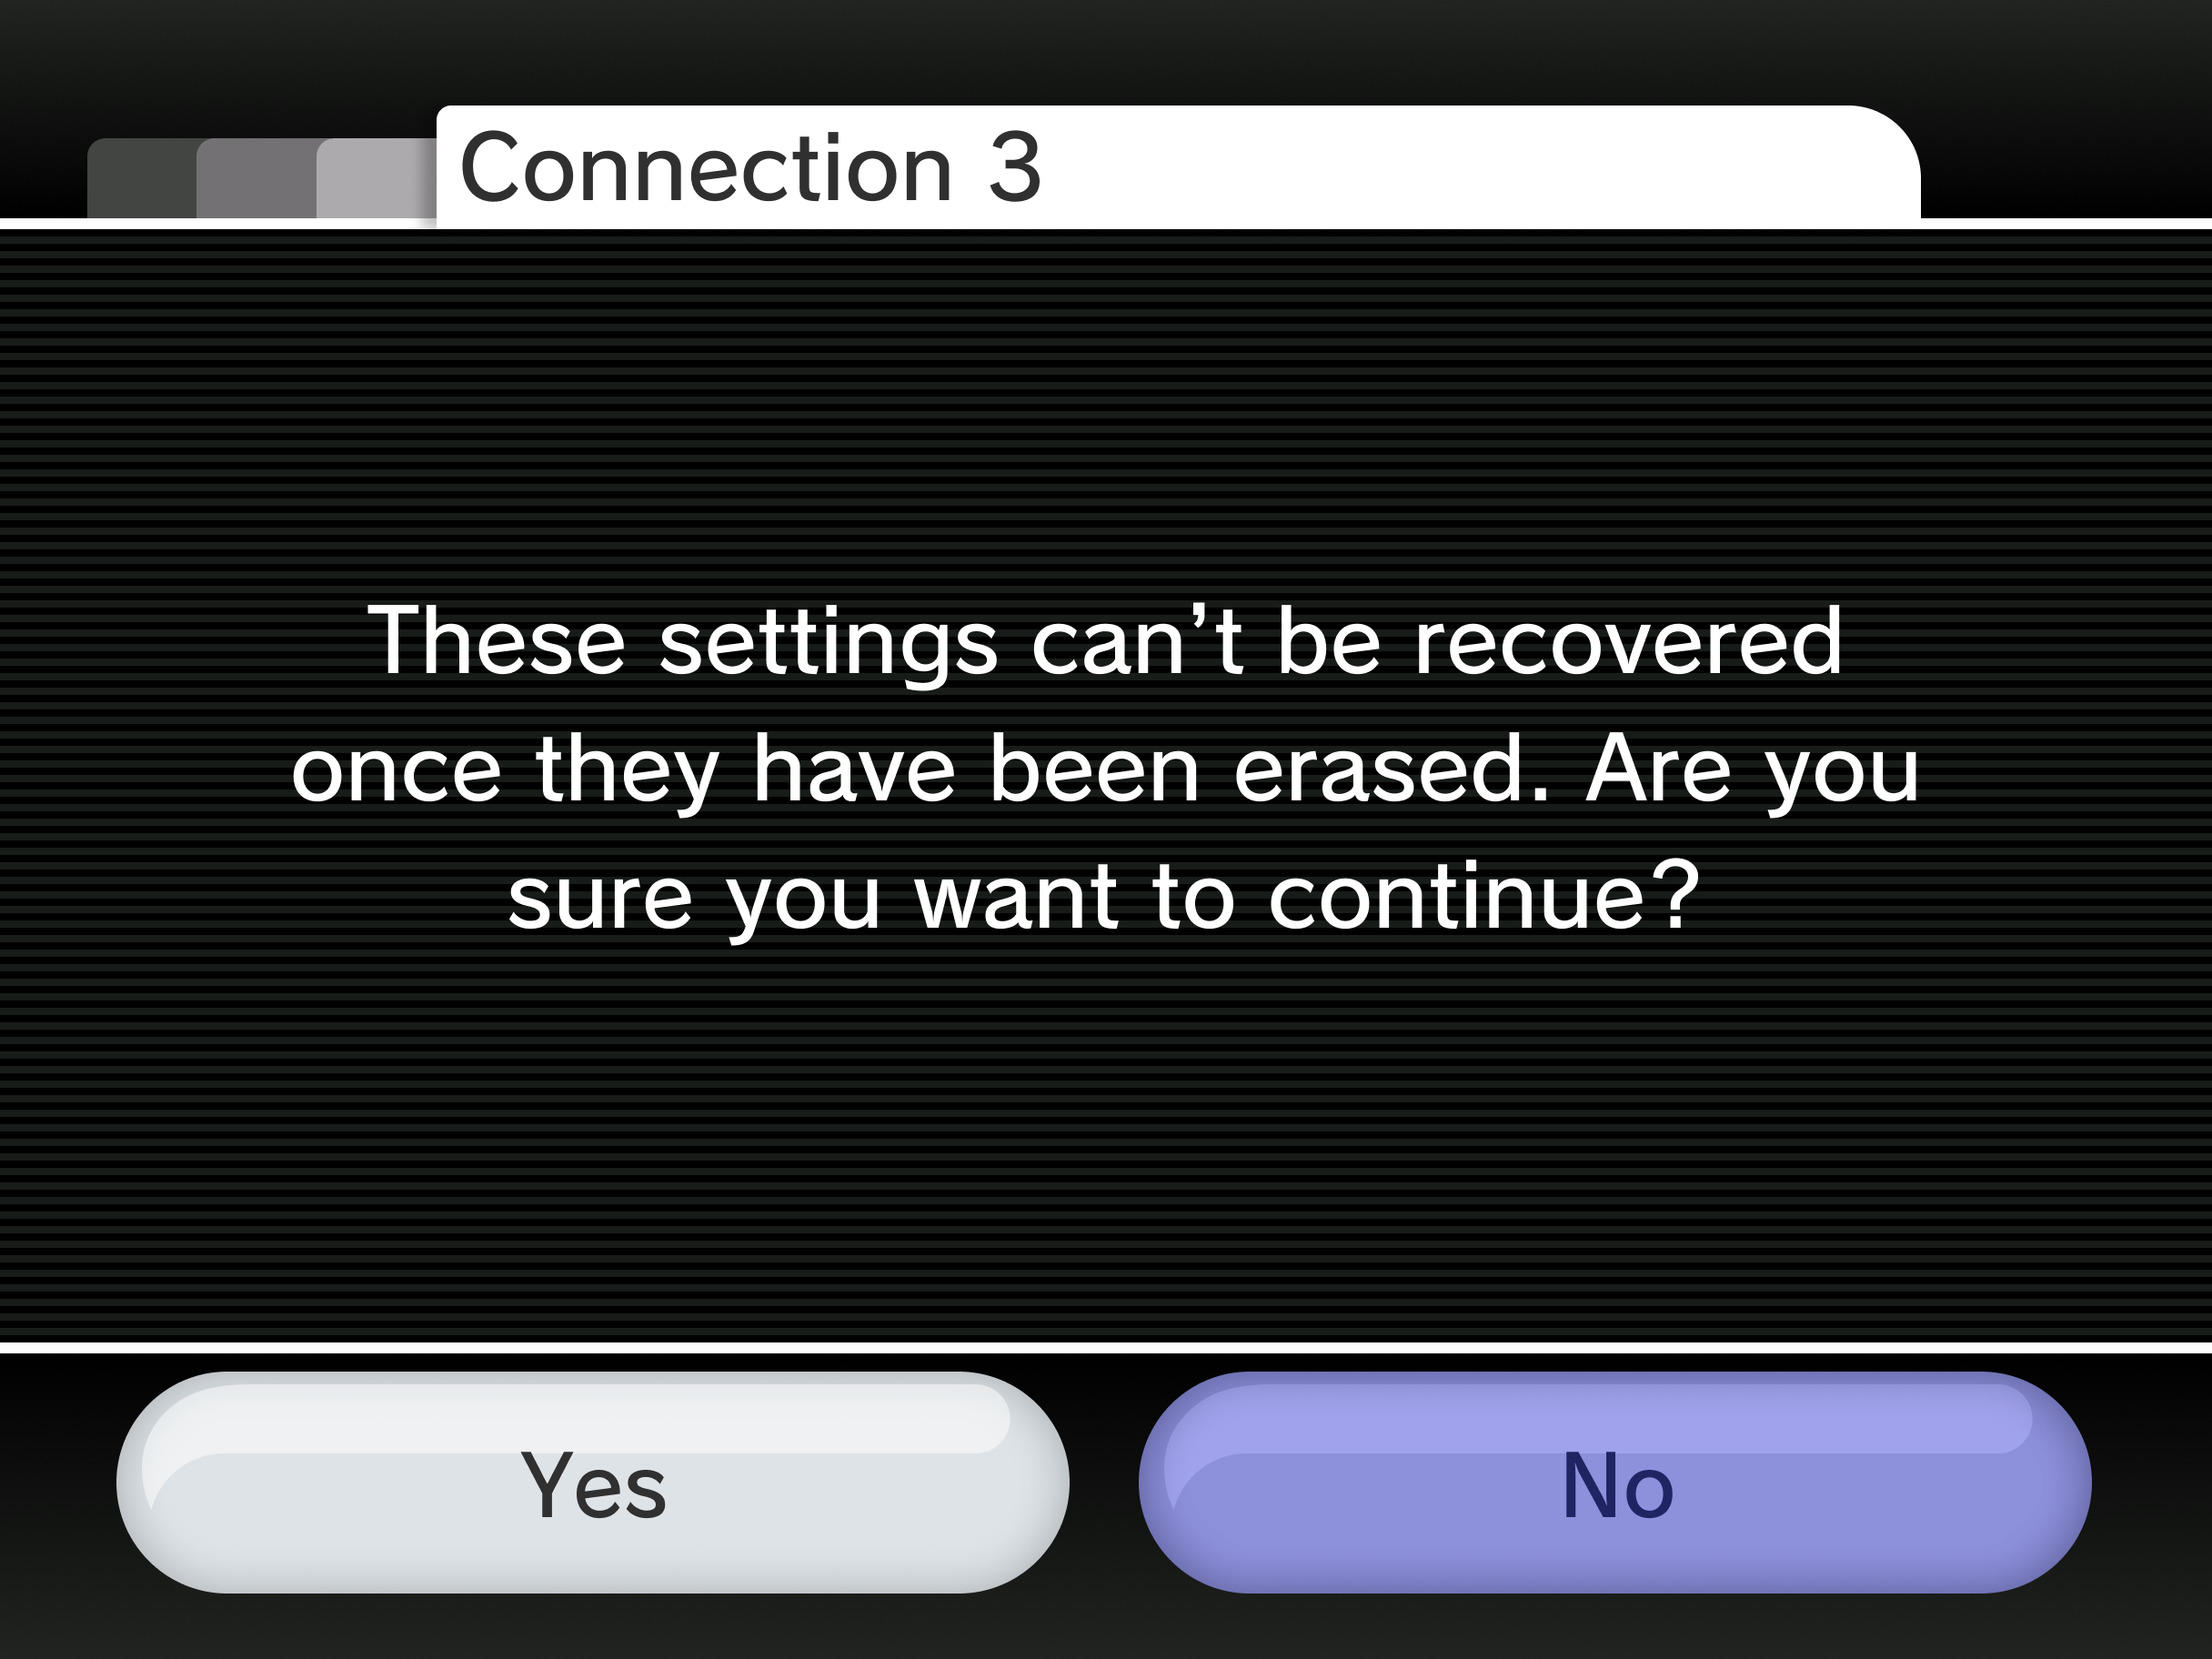 Connection 3
These settings can’t be recovered
once they have been erased. Are you
sure you want to continue?
Yes
No